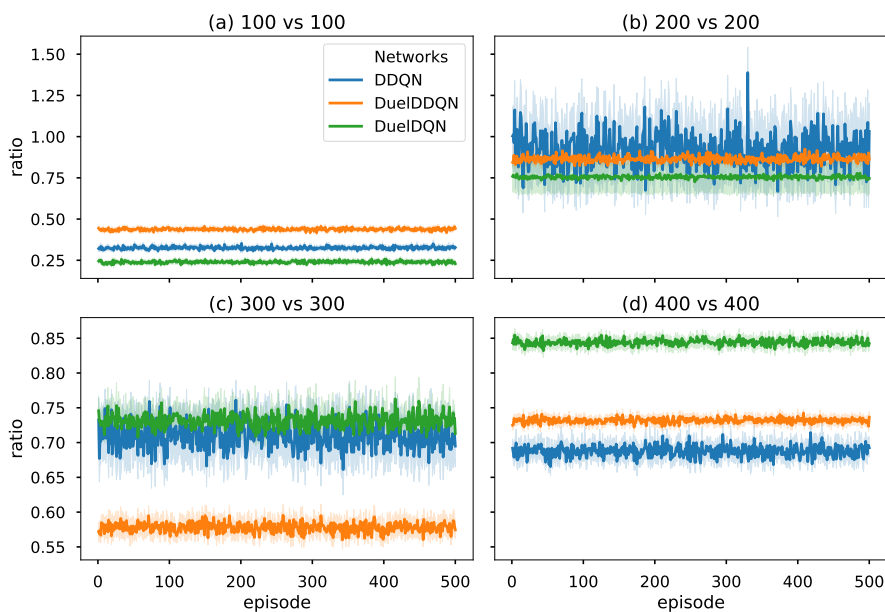 (a) 100 vs 100
(b) 200 vs 200
ratio
1.50
1.25
1.00
0.75
0.50
0.25
Networks
DDQN
DuelDDQN
DuelDQN
(c) 300 vs 300
(d) 400 vs 400
ratio
0.85
0.80
0.75
0.70
0.65
0.60
0.55
0 100 200 300 400 500
0 100 200 300 400 500
episode
episode